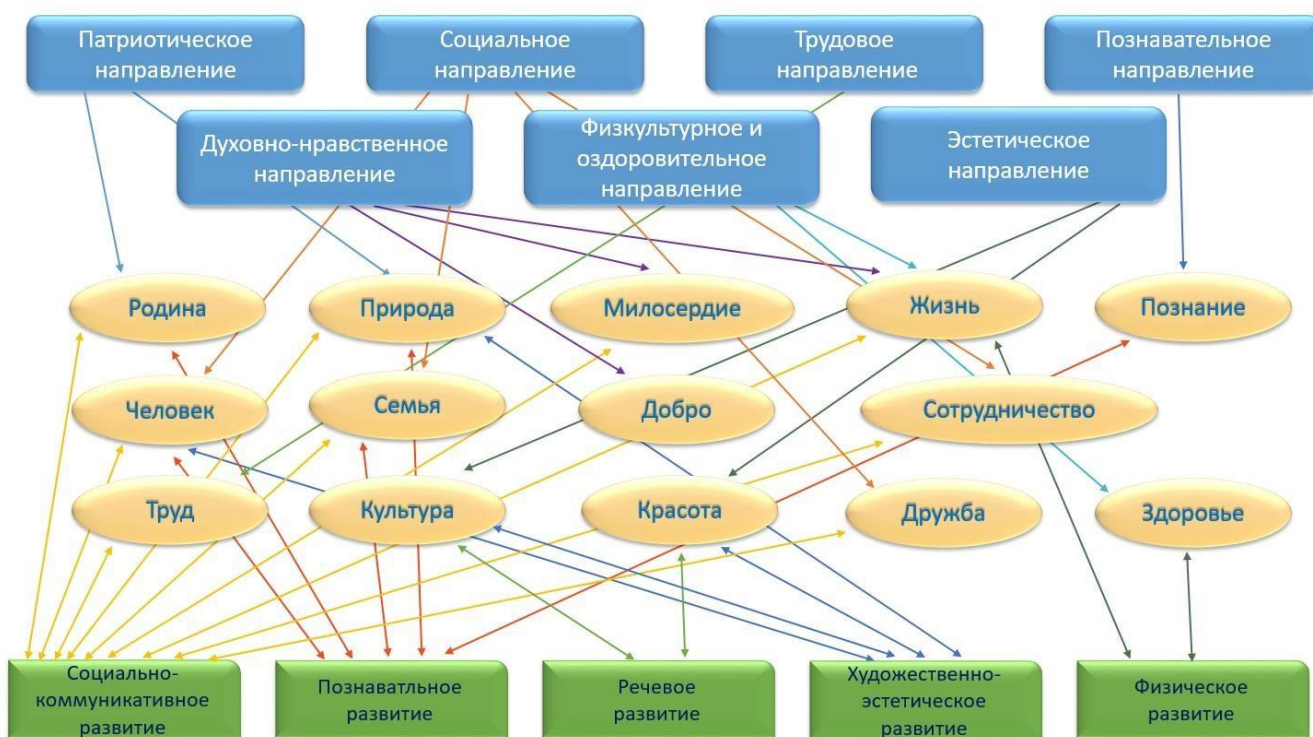 Патриотическое
направление
Социальное
направление
Трудовое
направление
Познавательное
направление
Духовно-нравственное
направление
Физкультурное и
оздоровительное
направление
Эстетическое
направление
Родина
Природа
Милосердие
Жизнь
Познание
Человек
Семья
Добро
Сотрудничество
Труд
Культура
Красота
Дружба
Здоровье
Социально-
коммуникативное
развитие
Познаватльное
развитие
Речевое
развитие
Художественно-
эстетическое
развитие
Физическое
развитие